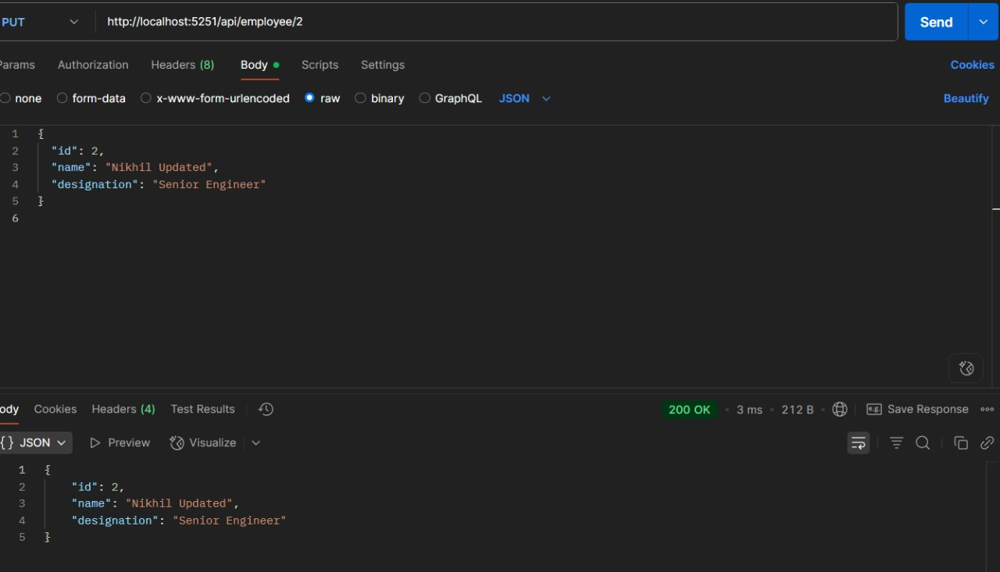 PUT http://localhost:5251/api/employee/2 Send
Params Authorization Headers (8) Body Scripts Settings Cookies
none form-data x-www-form-urlencoded raw binary GraphQL JSON Beautify
1 {
2 "id": 2,
3 "name": "Nikhil Updated",
4 "designation": "Senior Engineer"
5 }
6
ody Cookies Headers (4) Test Results 200 OK • 3 ms • 212 B • e.g. Save Response
{} JSON Preview Visualize
1 {
2 "id": 2,
3 "name": "Nikhil Updated",
4 "designation": "Senior Engineer"
5 }